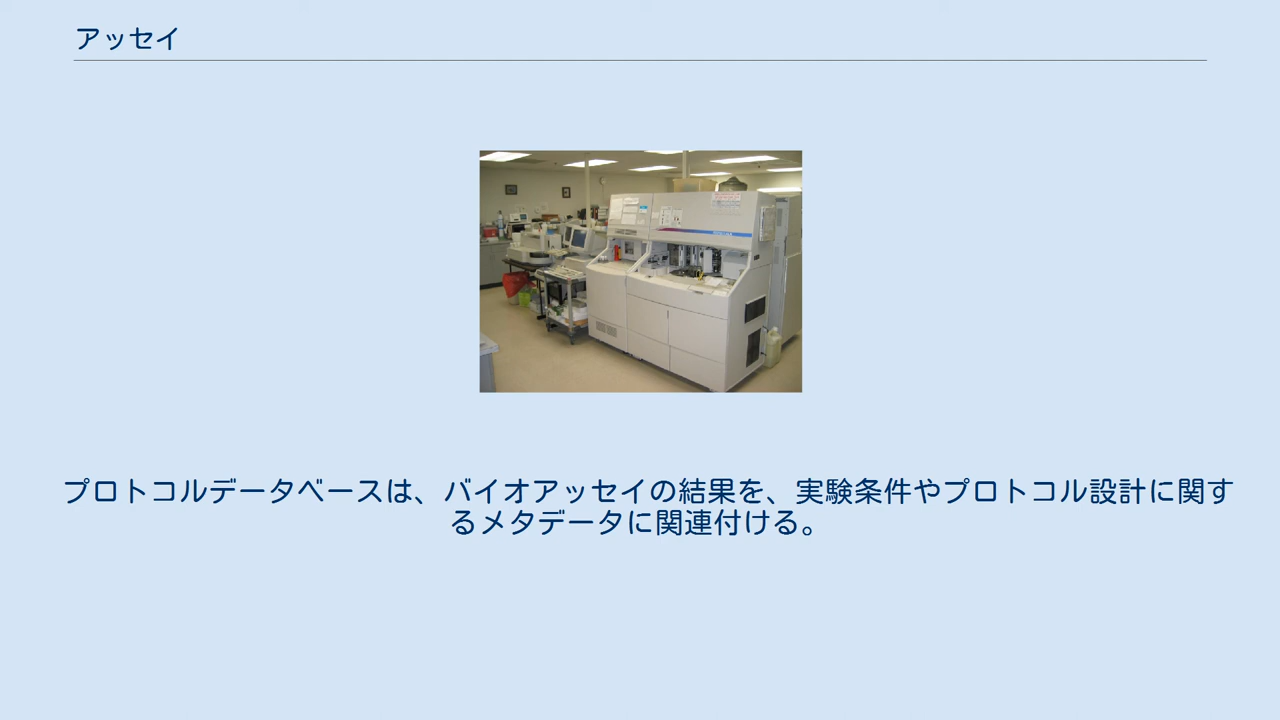 アッセイ
プロトコルデータベースは、バイオアッセイの結果を、実験条件やプロトコル設計に関す
るメタデータに関連付ける。